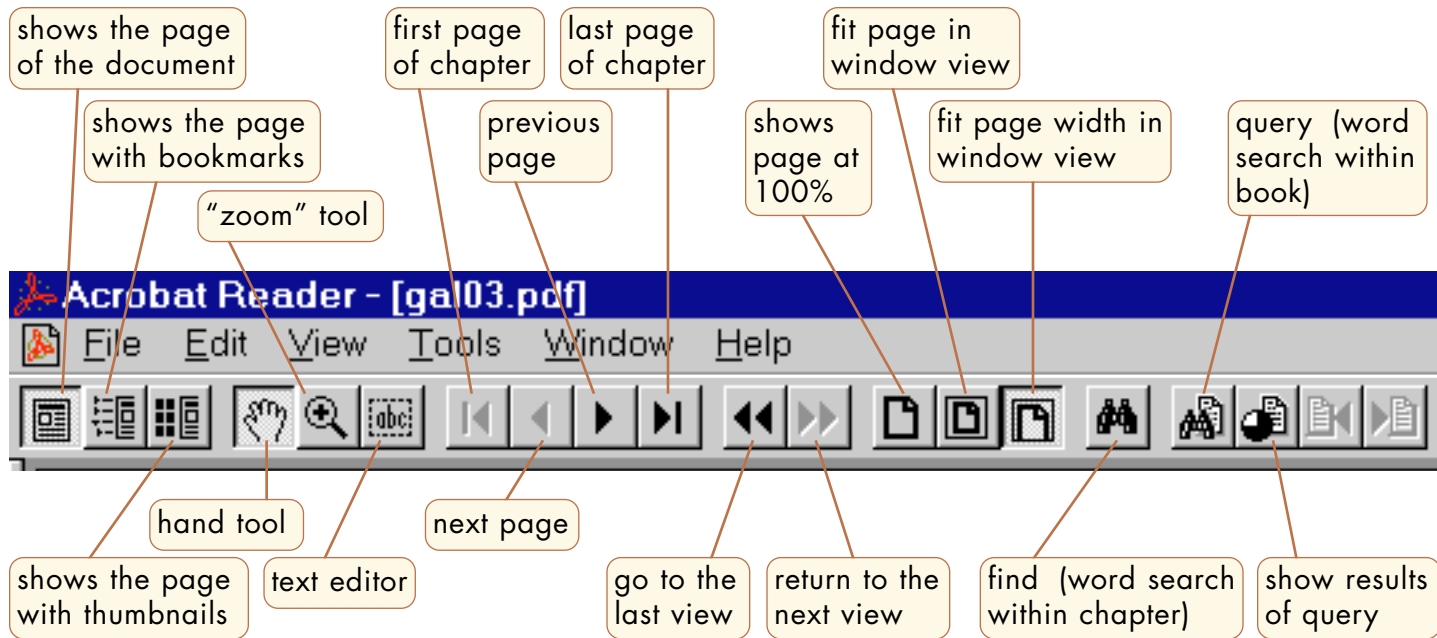 shows the page
of the document
first page
of chapter
last page
of chapter
fit page in
window view
shows the page
with bookmarks
previous
page
shows
page at
100%
fit page width in
window view
query (word
search within
book)
“zoom” tool
Acrobat Reader - [gal03.pdf]
File Edit View Tools Window Help
abc
hand tool
next page
shows the page
with thumbnails
text editor
go to the
last view
return to the
next view
find (word search
within chapter)
show results
of query